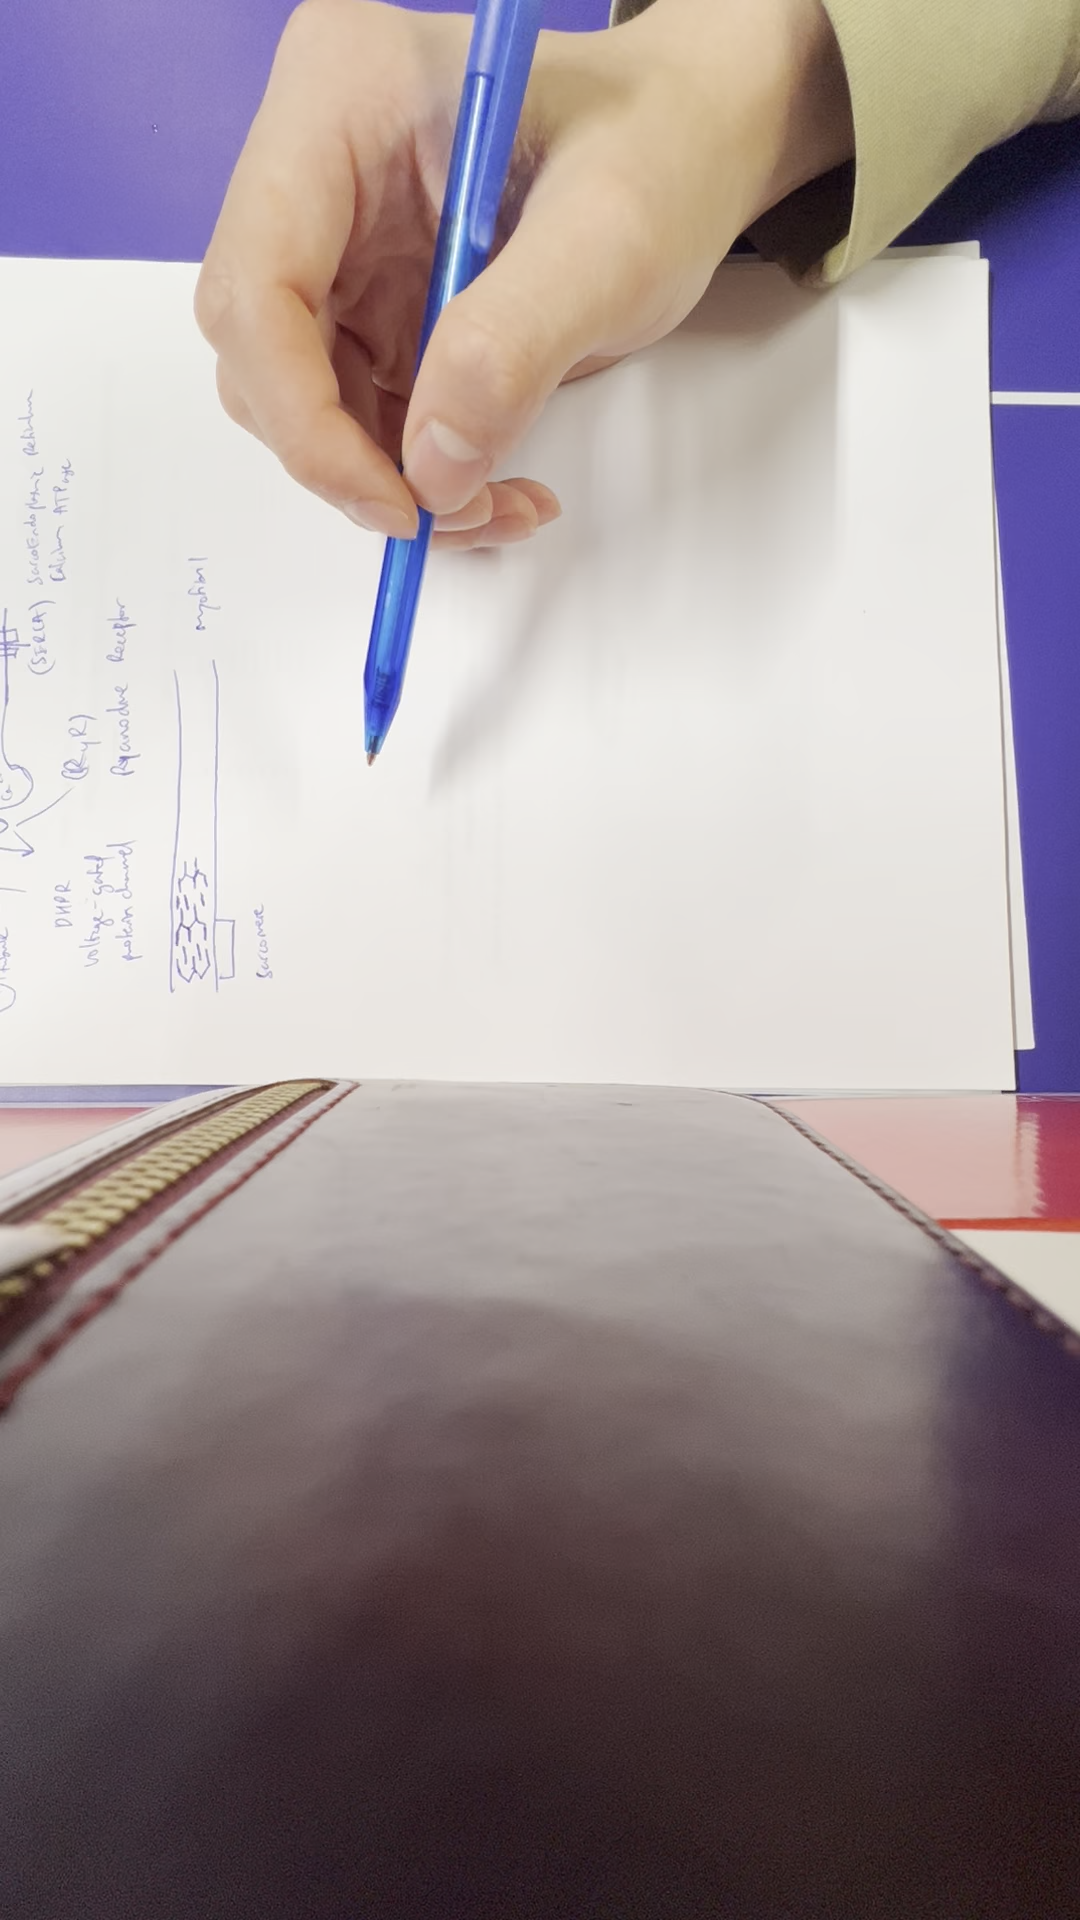 (SERCA) SarcoEndoplasmic Reticulum
Calcium ATPase
(RyR)
DHPR
voltage-gated
protein channel
Ryanodine Receptor
myofibril
sarcomere